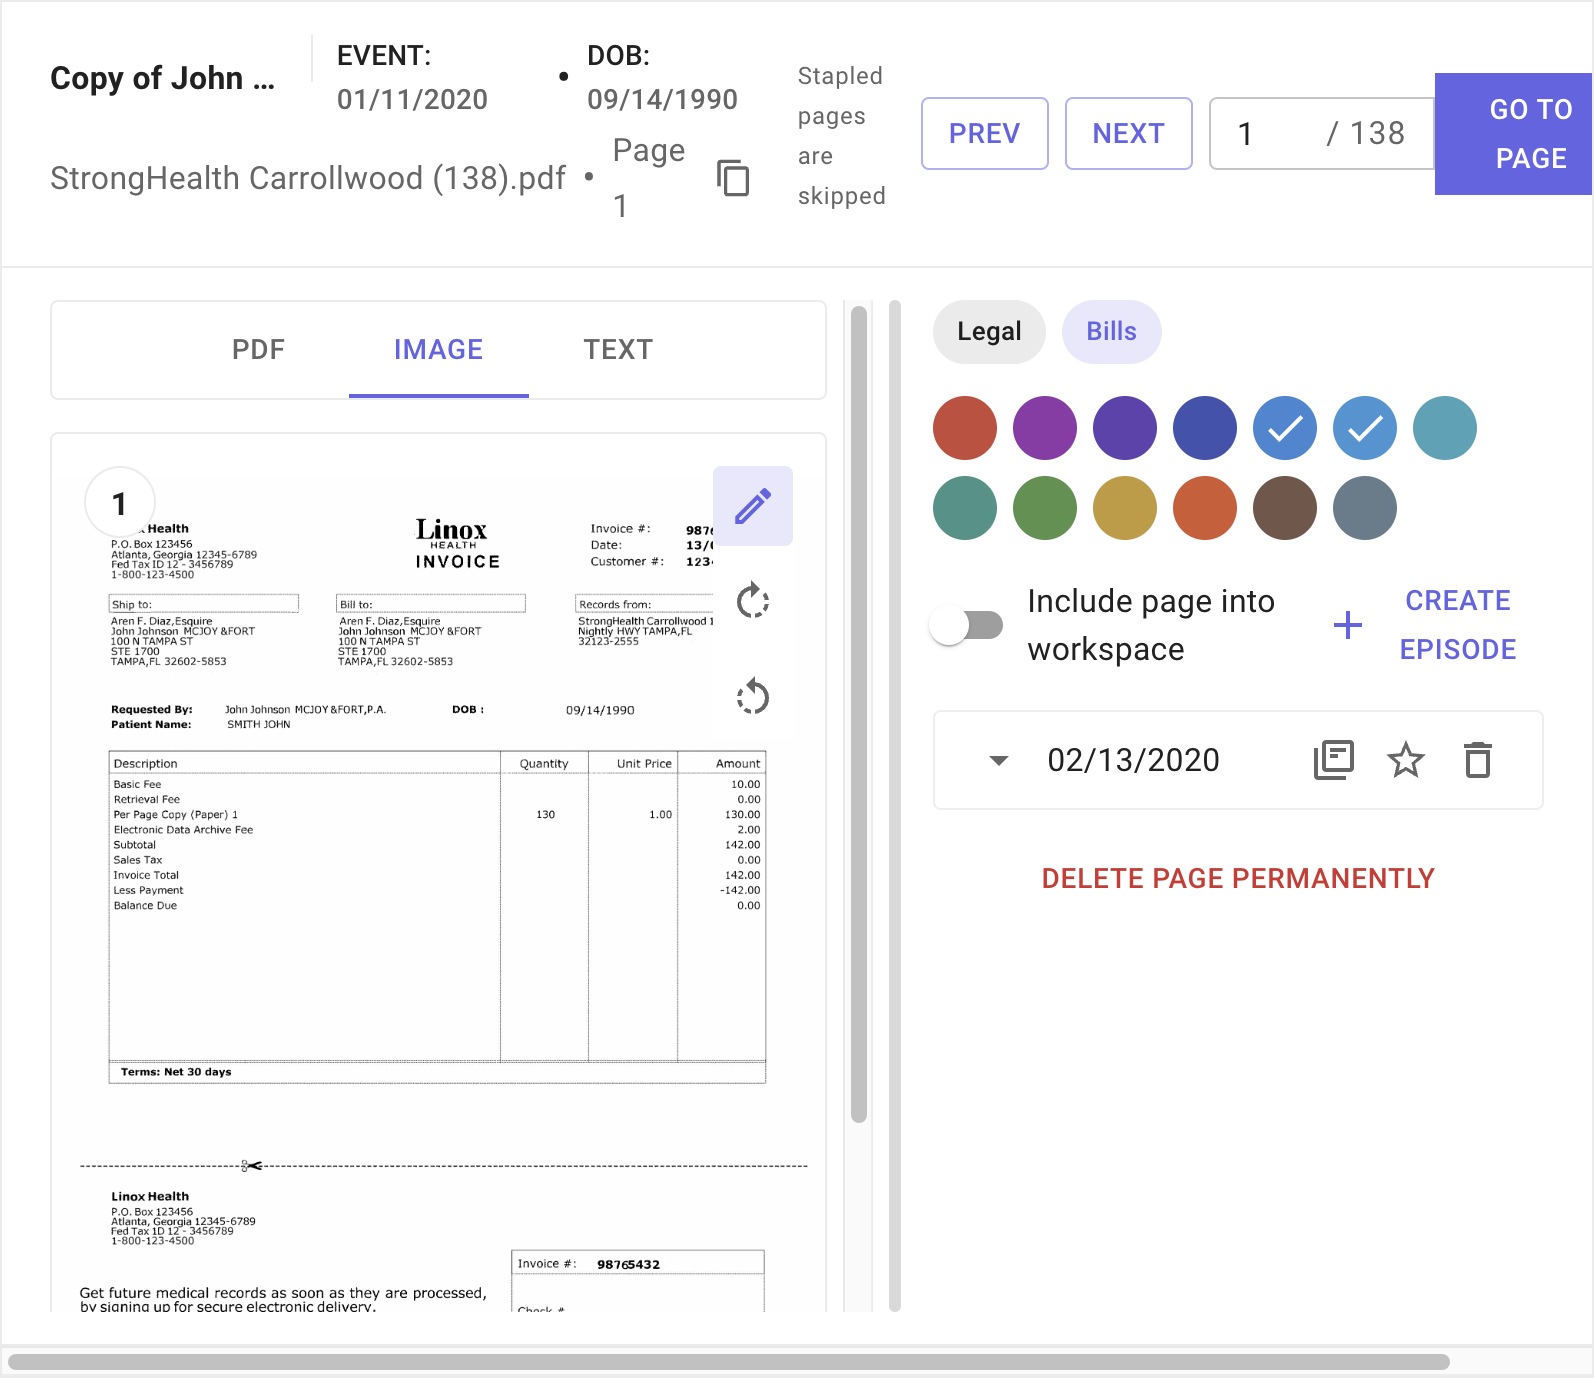 Copy of John ...
EVENT:
01/11/2020
•
DOB:
09/14/1990
StrongHealth Carrollwood (138).pdf • Page 1
Stapled pages are skipped
PREV
NEXT
1 / 138
GO TO PAGE
PDF
IMAGE
TEXT
Legal
Bills
Include page into workspace
CREATE EPISODE
02/13/2020
DELETE PAGE PERMANENTLY
1
Health
P.O. Box 123456
Atlanta, Georgia 12345-6789
Fed Tax ID 12 - 3456789
1-800-123-4500
Linox
HEALTH
INVOICE
Invoice #: 987
Date: 13/
Customer #: 123
Ship to:
Aren F. Diaz,Esquire
John Johnson MCJOY &FORT
100 N TAMPA ST
STE 1700
TAMPA,FL 32602-5853
Bill to:
Aren F. Diaz,Esquire
John Johnson MCJOY &FORT
100 N TAMPA ST
STE 1700
TAMPA,FL 32602-5853
Records from:
StrongHealth Carrollwood
Nightly HWY TAMPA,FL
32123-2555
Requested By: John Johnson MCJOY &FORT,P.A. DOB : 09/14/1990
Patient Name: SMITH JOHN
Description Quantity Unit Price Amount
Basic Fee 10.00
Retrieval Fee 0.00
Per Page Copy (Paper) 1 130 1.00 130.00
Electronic Data Archive Fee 2.00
Subtotal 142.00
Sales Tax 0.00
Invoice Total 142.00
Less Payment -142.00
Balance Due 0.00
Terms: Net 30 days
Linox Health
P.O. Box 123456
Atlanta, Georgia 12345-6789
Fed Tax ID 12 - 3456789
1-800-123-4500
Invoice #: 98765432
Get future medical records as soon as they are processed,
by signing up for secure electronic delivery.
Check #